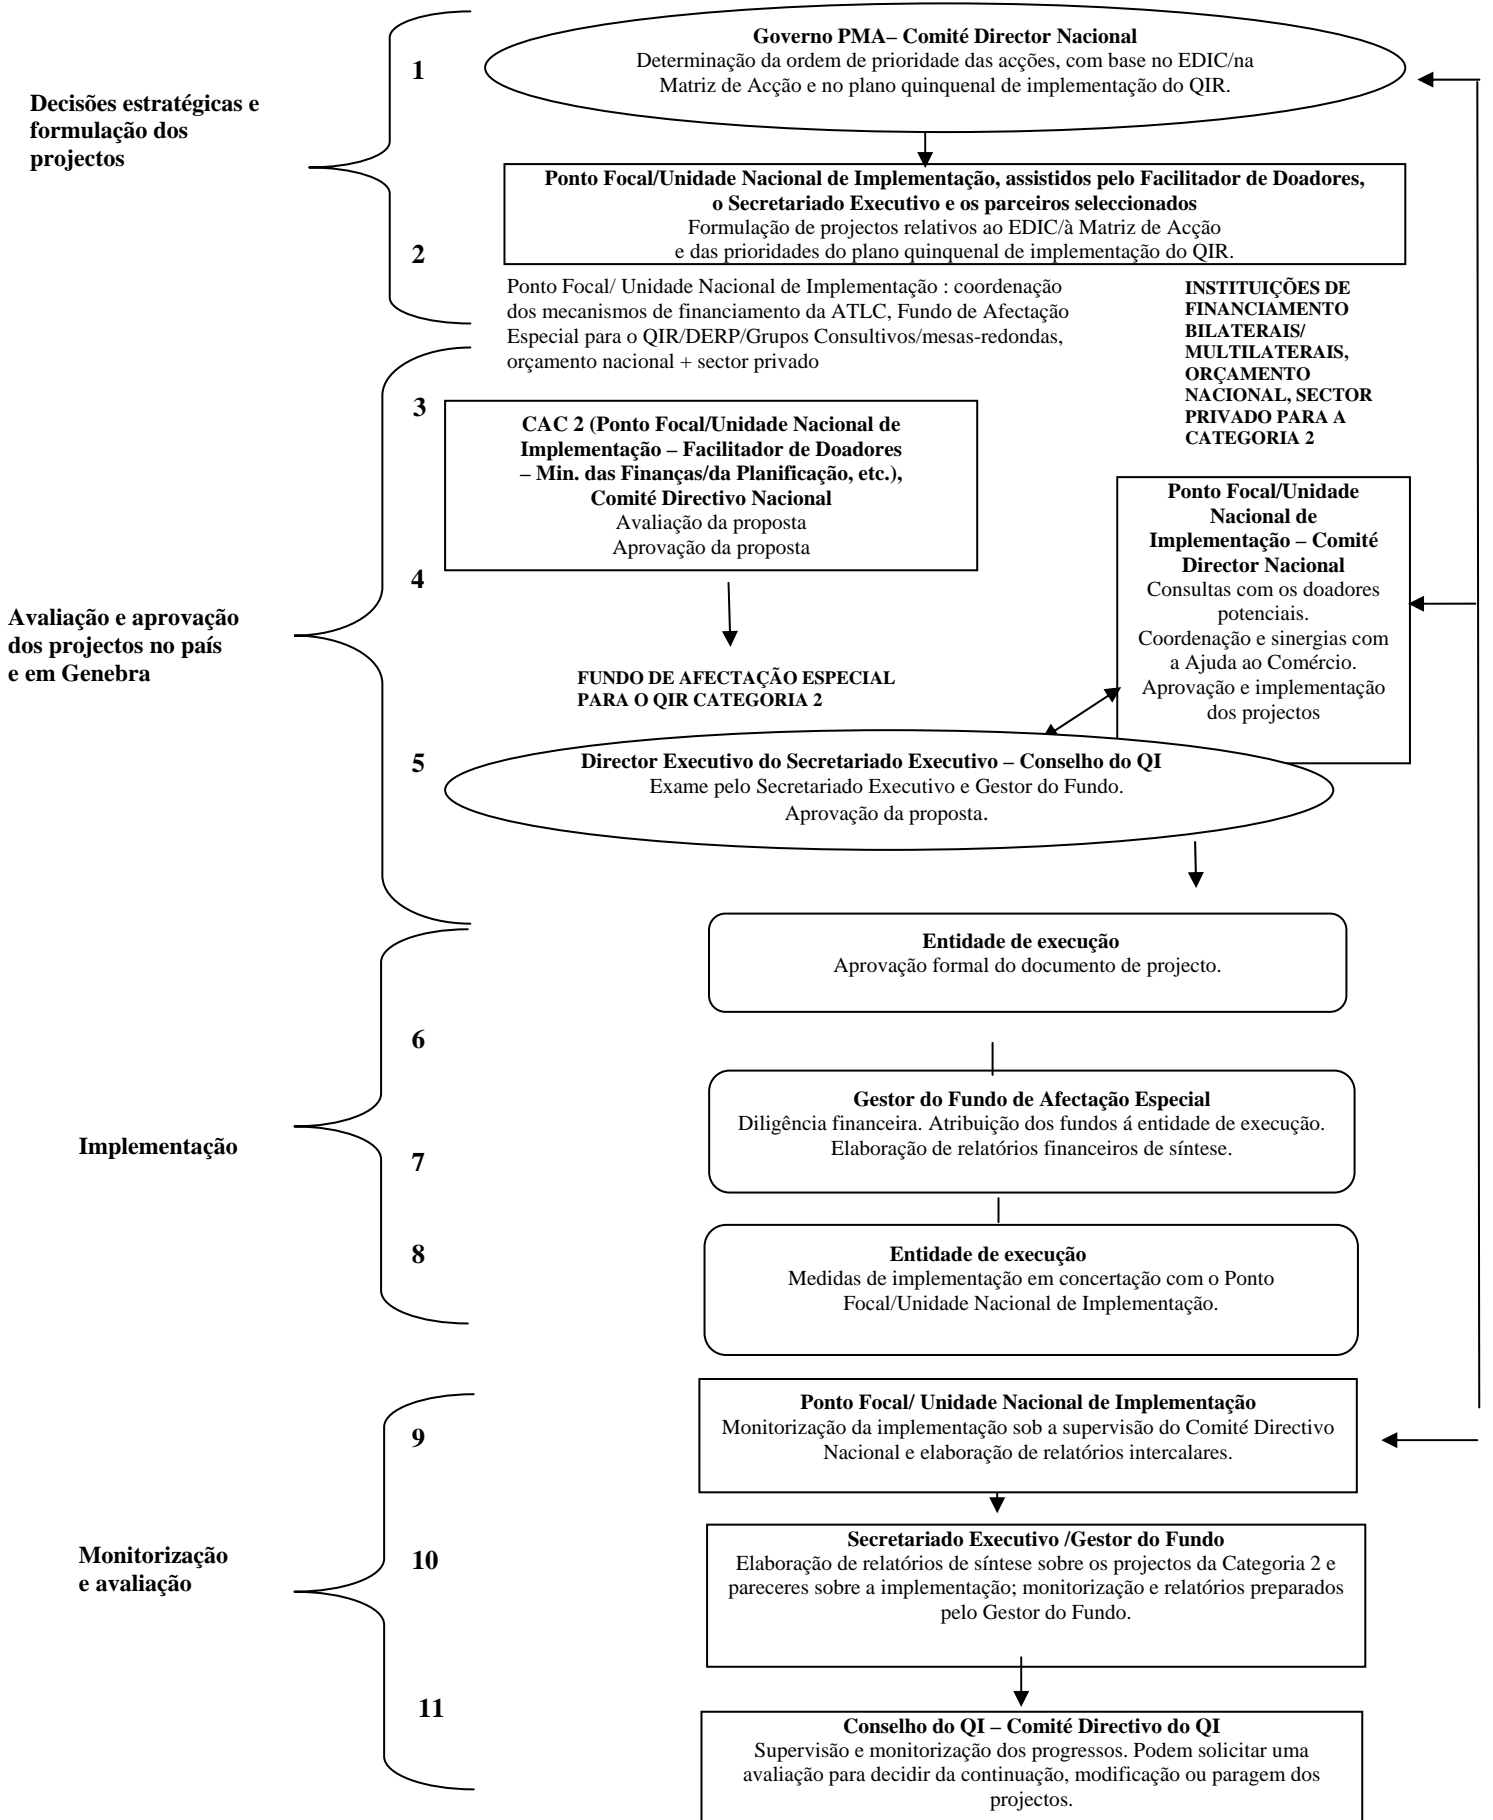 Governo PMA– Comité Director Nacional
Determinação da ordem de prioridade das acções, com base no EDIC/na
Matriz de Acção e no plano quinquenal de implementação do QIR.
1
Decisões estratégicas e
formulação dos
projectos
Ponto Focal/Unidade Nacional de Implementação, assistidos pelo Facilitador de Doadores,
o Secretariado Executivo e os parceiros seleccionados
Formulação de projectos relativos ao EDIC/à Matriz de Acção
e das prioridades do plano quinquenal de implementação do QIR.
2
Ponto Focal/ Unidade Nacional de Implementação : coordenação
dos mecanismos de financiamento da ATLC, Fundo de Afectação
Especial para o QIR/DERP/Grupos Consultivos/mesas-redondas,
orçamento nacional + sector privado
INSTITUIÇÕES DE
FINANCIAMENTO
BILATERAIS/
MULTILATERAIS,
ORÇAMENTO
NACIONAL, SECTOR
PRIVADO PARA A
CATEGORIA 2
3
CAC 2 (Ponto Focal/Unidade Nacional de
Implementação – Facilitador de Doadores
– Min. das Finanças/da Planificação, etc.),
Comité Directivo Nacional
Avaliação da proposta
Aprovação da proposta
Ponto Focal/Unidade
Nacional de
Implementação – Comité
Director Nacional
Consultas com os doadores
potenciais.
Coordenação e sinergias com
a Ajuda ao Comércio.
Aprovação e implementação
dos projectos
4
Avaliação e aprovação
dos projectos no país
e em Genebra
FUNDO DE AFECTAÇÃO ESPECIAL
PARA O QIR CATEGORIA 2
5
Director Executivo do Secretariado Executivo – Conselho do QI
Exame pelo Secretariado Executivo e Gestor do Fundo.
Aprovação da proposta.
Entidade de execução
Aprovação formal do documento de projecto.
6
Gestor do Fundo de Afectação Especial
Diligência financeira. Atribuição dos fundos á entidade de execução.
Elaboração de relatórios financeiros de síntese.
Implementação
7
8
Entidade de execução
Medidas de implementação em concertação com o Ponto
Focal/Unidade Nacional de Implementação.
Ponto Focal/ Unidade Nacional de Implementação
Monitorização da implementação sob a supervisão do Comité Directivo
Nacional e elaboração de relatórios intercalares.
9
Secretariado Executivo /Gestor do Fundo
Elaboração de relatórios de síntese sobre os projectos da Categoria 2 e
pareceres sobre a implementação; monitorização e relatórios preparados
pelo Gestor do Fundo.
Monitorização
e avaliação
10
11
Conselho do QI – Comité Directivo do QI
Supervisão e monitorização dos progressos. Podem solicitar uma
avaliação para decidir da continuação, modificação ou paragem dos
projectos.